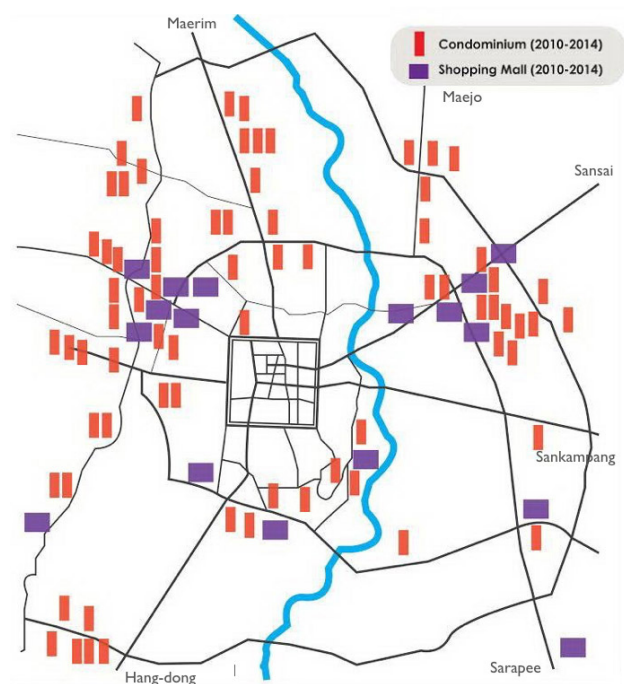 Maerim
Condominium (2010-2014)
Shopping Mall (2010-2014)
Maejo
Sansai
Sankampang
Hang-dong
Sarapee